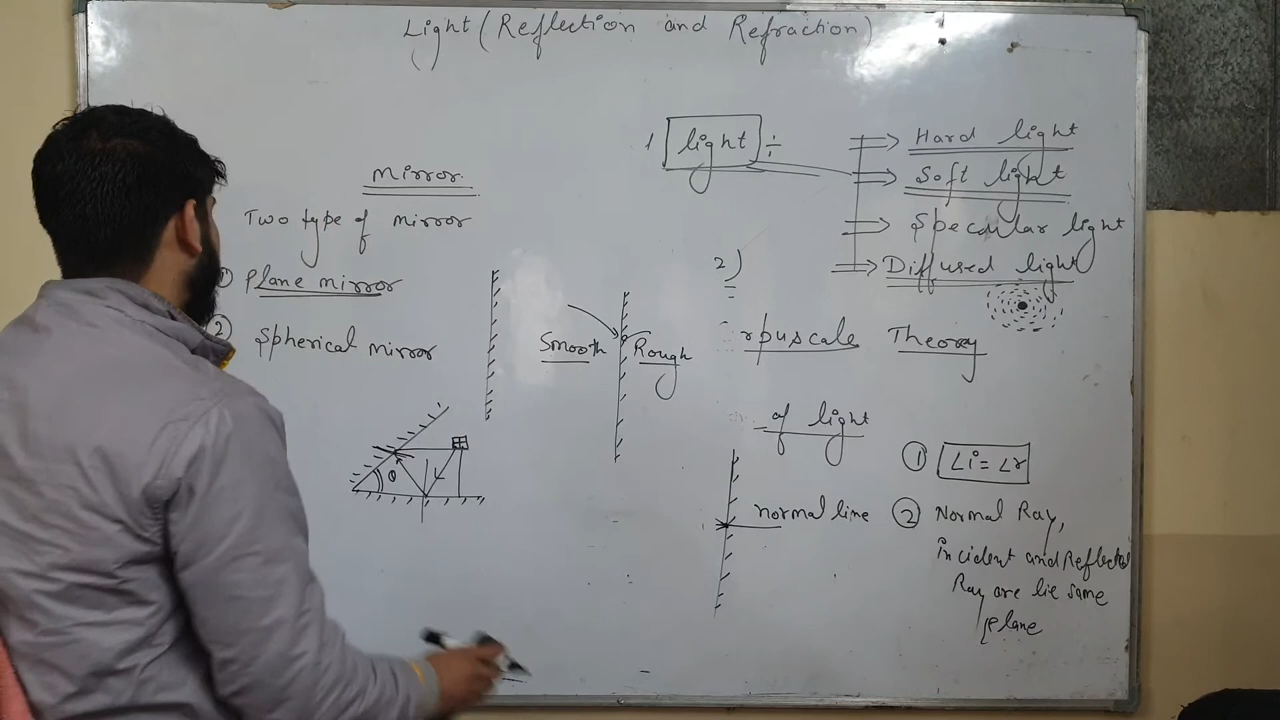 Light (Reflection and Refraction)
Mirror
Two type of mirror
① Plane mirror
② Spherical mirror
θ
Smooth
Rough
1 light ÷
Hard light
Soft light
Specular light
Diffused light
2)
rpuscale Theory
of light
normal line
① ∠i = ∠r
② Normal Ray,
incident and Reflected
Ray are lie same
plane